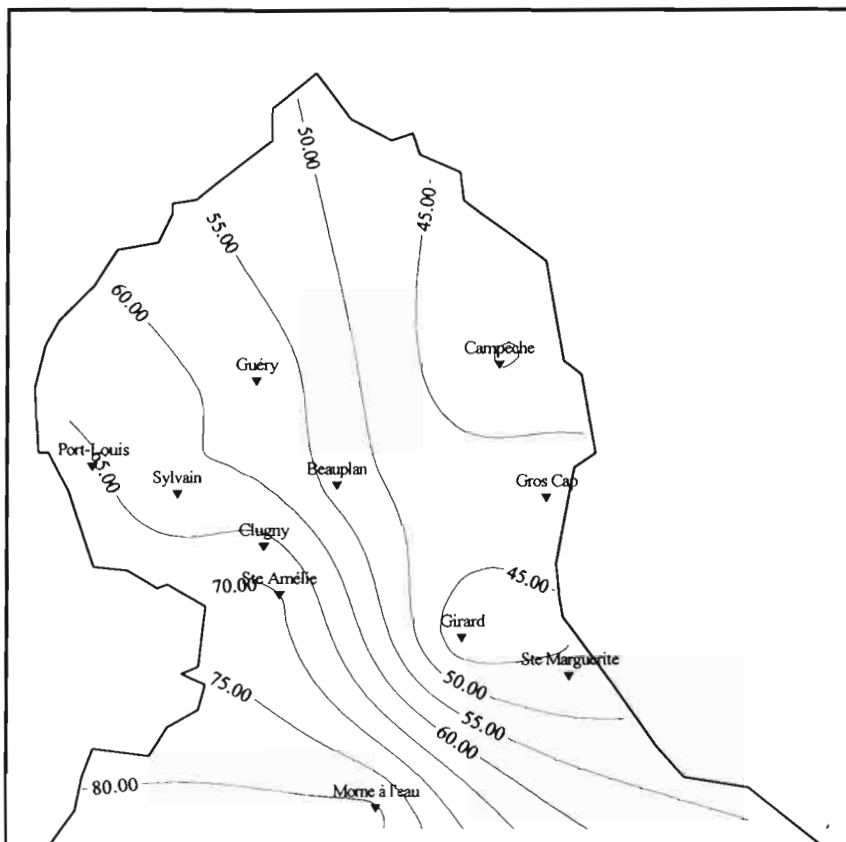 50.00
45.00
55.00
60.00
Campêche
Guéry
Port-Louis
65.00
Sylvain
Beauplan
Gros Cap
Clugny
Ste Amélie
70.00
45.00
Girard
Ste Marguerite
75.00
50.00
55.00
60.00
80.00
Morne à l'eau